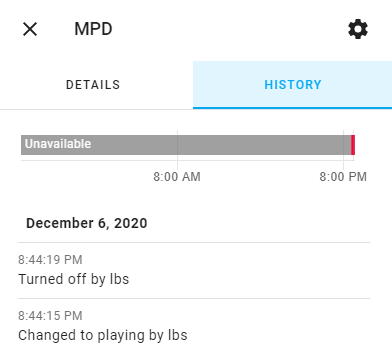 MPD
DETAILS
HISTORY
Unavailable
8:00 AM
8:00 PM
December 6, 2020
8:44:19 PM
Turned off by lbs
8:44:15 PM
Changed to playing by lbs